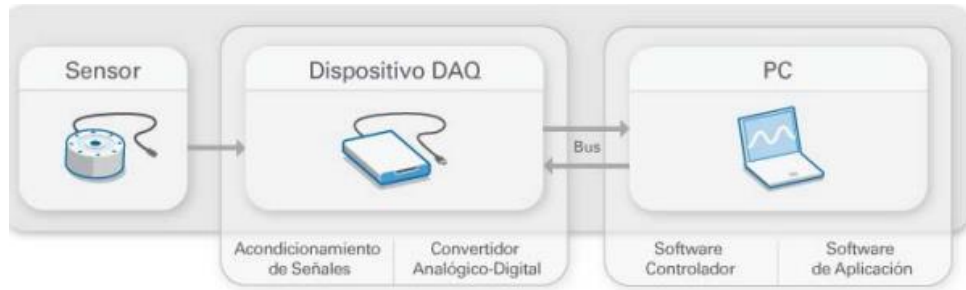 Sensor
Dispositivo DAQ
PC
Bus
Acondicionamiento
de Señales
Convertidor
Analógico-Digital
Software
Controlador
Software
de Aplicación